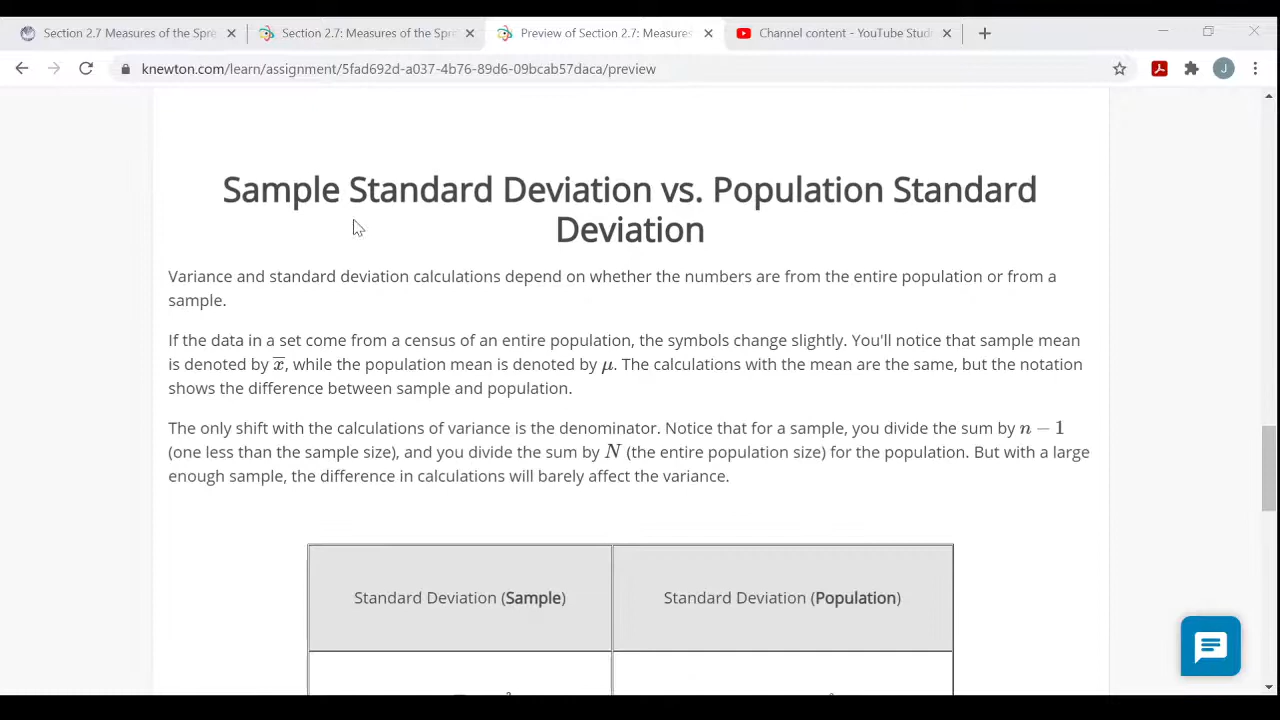 Section 2.7 Measures of the Spre
Section 2.7: Measures of the Spre
Preview of Section 2.7: Measures
Channel content - YouTube Studi
knewton.com/learn/assignment/5fad692d-a037-4b76-89d6-09bcab57daca/preview
J
Sample Standard Deviation vs. Population Standard
Deviation
Variance and standard deviation calculations depend on whether the numbers are from the entire population or from a
sample.
If the data in a set come from a census of an entire population, the symbols change slightly. You'll notice that sample mean
is denoted by x̅, while the population mean is denoted by μ. The calculations with the mean are the same, but the notation
shows the difference between sample and population.
The only shift with the calculations of variance is the denominator. Notice that for a sample, you divide the sum by n − 1
(one less than the sample size), and you divide the sum by N (the entire population size) for the population. But with a large
enough sample, the difference in calculations will barely affect the variance.
Standard Deviation (Sample)
Standard Deviation (Population)